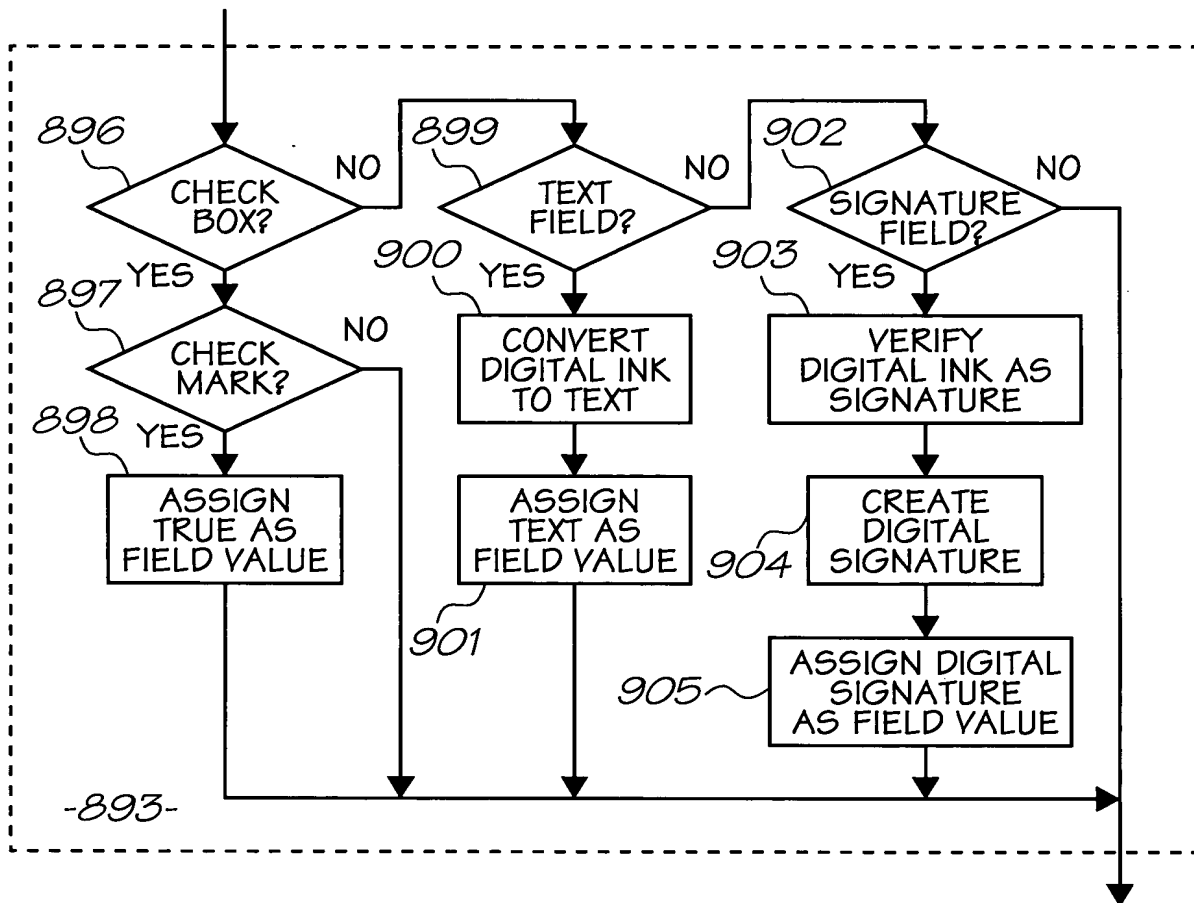 896
CHECK
BOX?
NO
YES
897
CHECK
MARK?
NO
YES
898
ASSIGN
TRUE AS
FIELD VALUE
899
TEXT
FIELD?
NO
YES
900
CONVERT
DIGITAL INK
TO TEXT
ASSIGN
TEXT AS
FIELD VALUE
901
902
SIGNATURE
FIELD?
NO
YES
903
VERIFY
DIGITAL INK AS
SIGNATURE
CREATE
DIGITAL
SIGNATURE
904
ASSIGN DIGITAL
SIGNATURE
AS FIELD VALUE
905
-893-